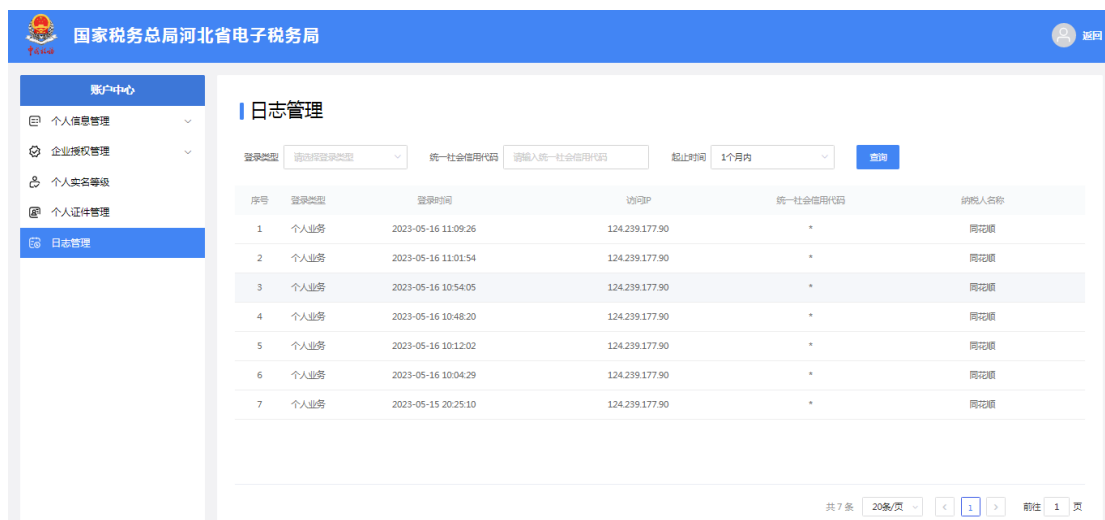 国家税务总局河北省电子税务局
返回
中国税务
账户中心
个人信息管理
企业授权管理
个人实名等级
个人证件管理
日志管理
日志管理
登录类型 请选择登录类型 统一社会信用代码 请输入统一社会信用代码 起止时间 1个月内 查询
序号 登录类型 登录时间 访问IP 统一社会信用代码 纳税人名称
1 个人业务 2023-05-16 11:09:26 124.239.177.90 * 同花顺
2 个人业务 2023-05-16 11:01:54 124.239.177.90 * 同花顺
3 个人业务 2023-05-16 10:54:05 124.239.177.90 * 同花顺
4 个人业务 2023-05-16 10:48:20 124.239.177.90 * 同花顺
5 个人业务 2023-05-16 10:12:02 124.239.177.90 * 同花顺
6 个人业务 2023-05-16 10:04:29 124.239.177.90 * 同花顺
7 个人业务 2023-05-15 20:25:10 124.239.177.90 * 同花顺
共 7 条 20条/页 < 1 > 前往 1 页